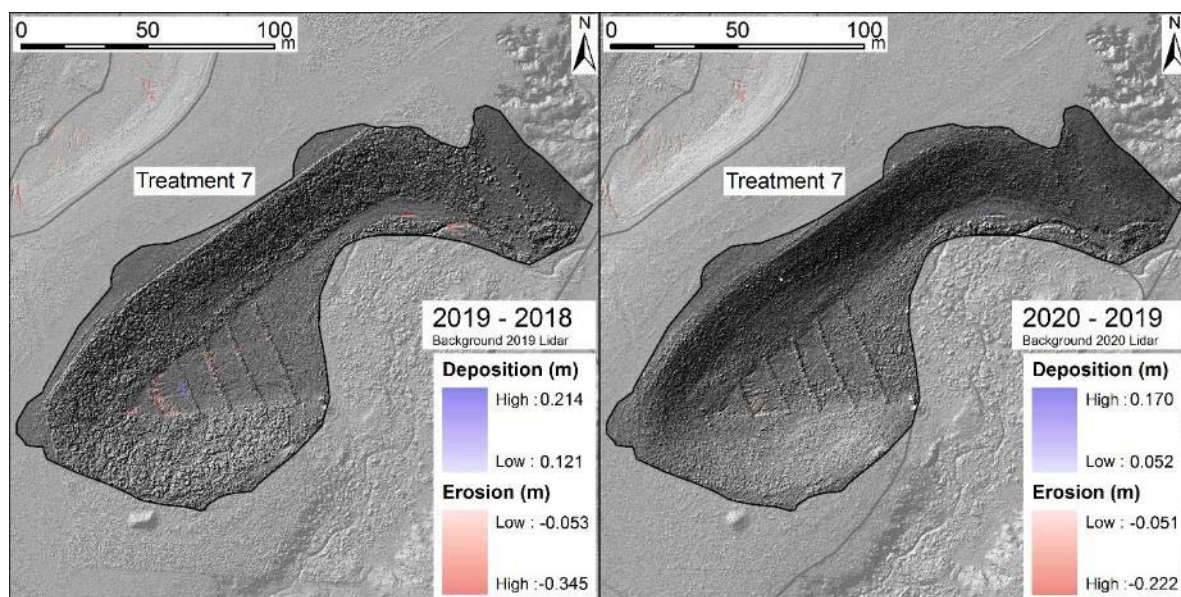 0 50 100
m
N
Treatment 7
2019 - 2018
Background 2019 Lidar
Deposition (m)
High : 0.214
Low : 0.121
Erosion (m)
Low : -0.053
High : -0.345
0 50 100
m
N
Treatment 7
2020 - 2019
Background 2020 Lidar
Deposition (m)
High : 0.170
Low : 0.052
Erosion (m)
Low : -0.051
High : -0.222